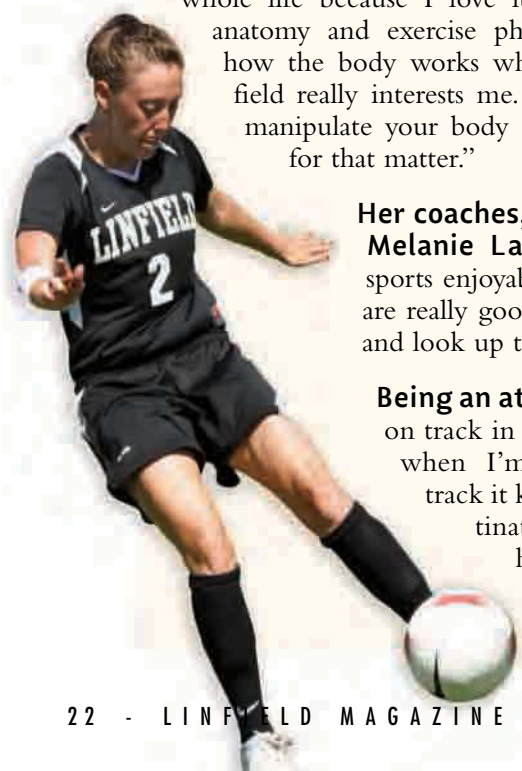 whole life because I love it
anatomy and exercise ph
how the body works wh
field really interests me.
manipulate your body
for that matter.”
Her coaches,
Melanie La
sports enjoyab
are really goo
and look up t
Being an at
on track in
when I’m
track it k
tinat
h
LINFIELD
2
22 - LINFIELD MAGAZINE